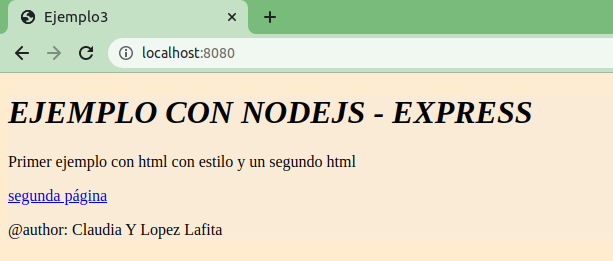 Ejemplo3
localhost:8080
EJEMPLO CON NODEJS - EXPRESS
Primer ejemplo con html con estilo y un segundo html
segunda página
@author: Claudia Y Lopez Lafita